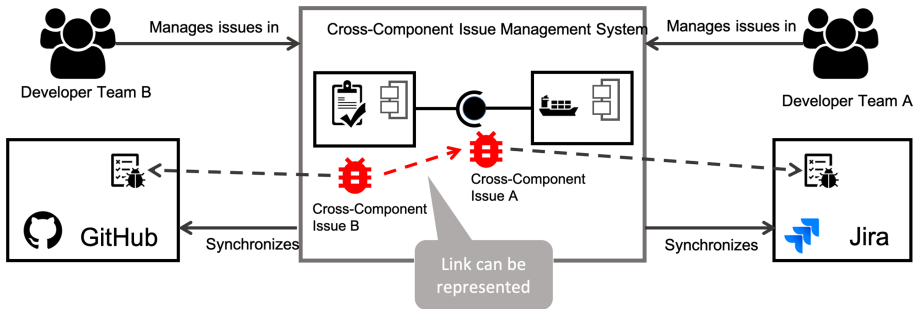 Manages issues in
Cross-Component Issue Management System
Manages issues in
Developer Team B
Developer Team A
Cross-Component
Issue A
Cross-Component
Issue B
GitHub
Synchronizes
Synchronizes
Jira
Link can be
represented